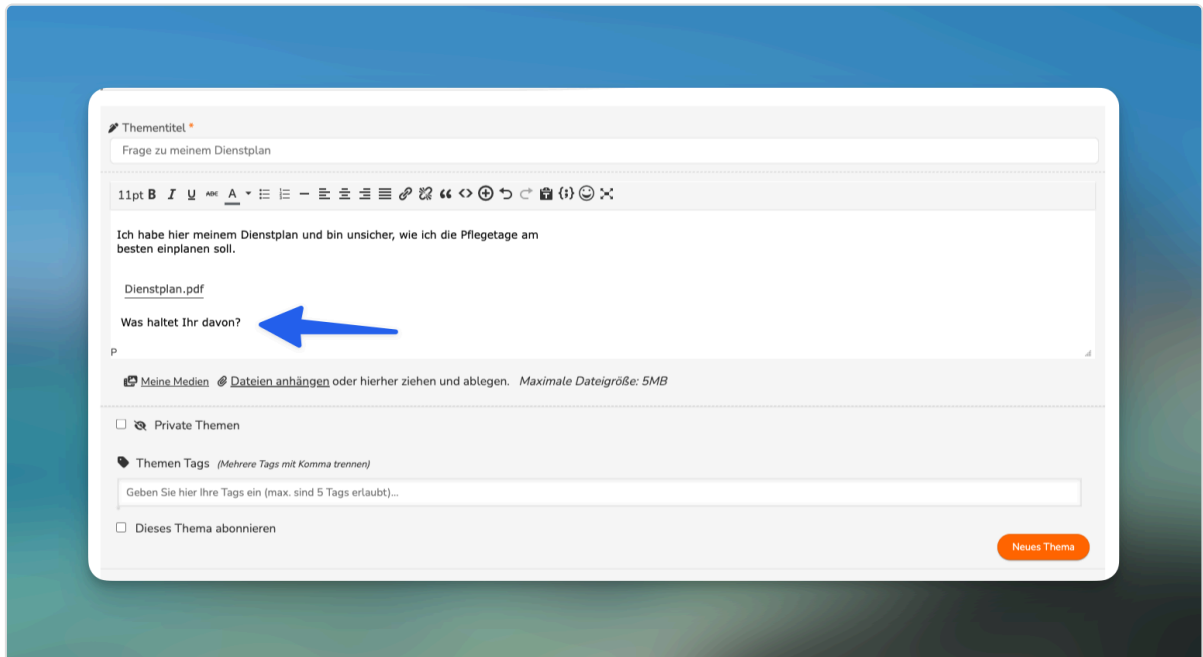 Thementitel *
Frage zu meinem Dienstplan
11pt B I U ABC A
Ich habe hier meinem Dienstplan und bin unsicher, wie ich die Pflegetage am
besten einplanen soll.
Dienstplan.pdf
Was haltet Ihr davon?
P
Meine Medien Dateien anhängen oder hierher ziehen und ablegen. Maximale Dateigröße: 5MB
Private Themen
Themen Tags (Mehrere Tags mit Komma trennen)
Geben Sie hier Ihre Tags ein (max. sind 5 Tags erlaubt)...
Dieses Thema abonnieren
Neues Thema